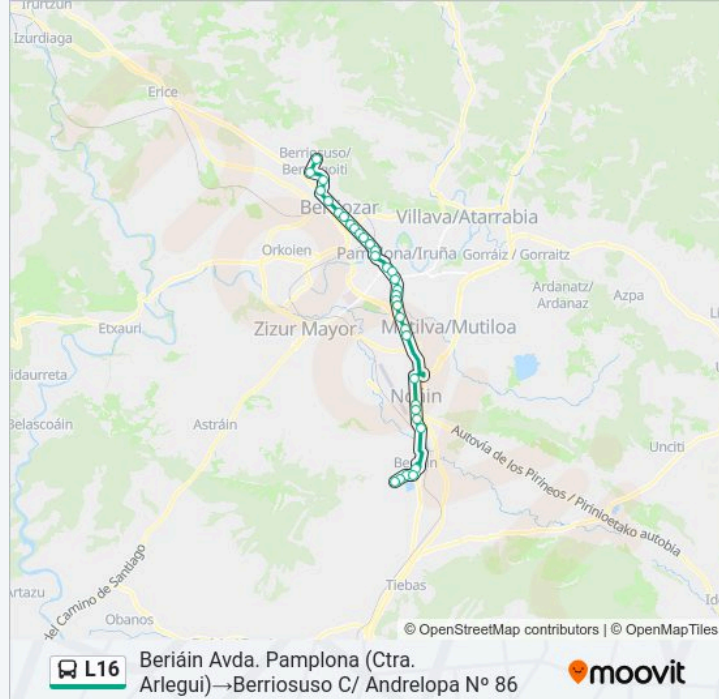 Irurtzun
Izurdiaga
Erice
Berriosuso/
Berriozar
Villava/Atarrabia
Orkoien
Pamplona/Iruña
Gorráiz / Gorraitz
Ardanatz/
Ardanaz
Azpa
Etxauri
Zizur Mayor
Mutilva/Mutiloa
idaurreta
Noáin
Belascoáin
Astráin
Unciti
Autovía de los Pirineos / Pirinioetako autobia
Beriáin
Tiebas
Artazu
del Camino de Santiago
Obanos
© OpenStreetMap contributors | © OpenMapTiles
L16
Beriáin Avda. Pamplona (Ctra.
Arlegui)→Berriosuso C/ Andrelopa Nº 86
moovit